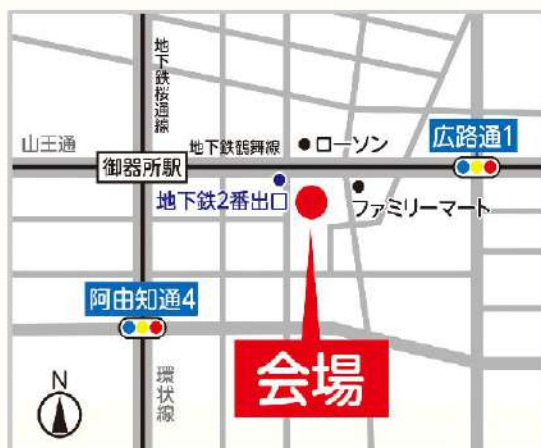 地下鉄桜通線
山王通
地下鉄鶴舞線
ローソン
広路通1
御器所駅
地下鉄2番出口
ファミリーマート
阿由知通4
会場
環状線
N